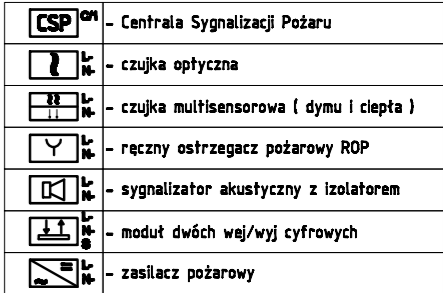 CSP - Centrala Sygnalizacji Pożaru
L- N- - czujka optyczna
L- N- - czujka multisensorowa ( dymu i ciepła )
L- N- - ręczny ostrzegacz pożarowy ROP
L- N- - sygnalizator akustyczny z izolatorem
L- N- S - moduł dwóch wej/wyj cyfrowych
L- N- - zasilacz pożarowy